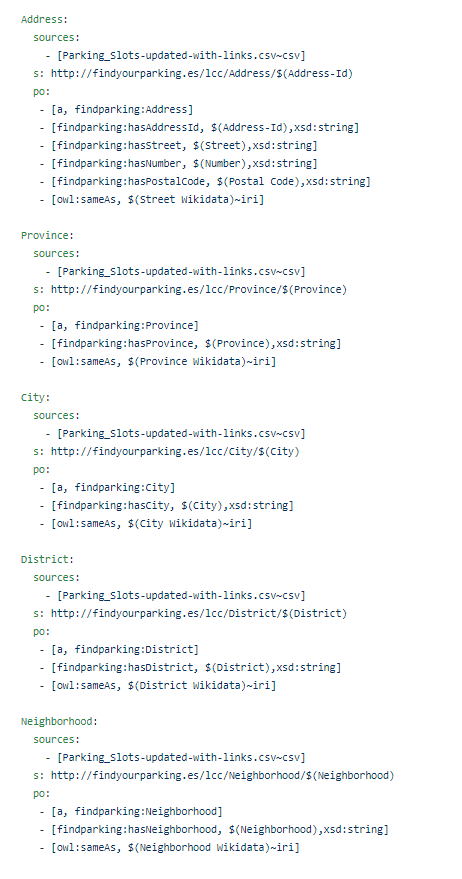 Address:
sources:
- [Parking_Slots-updated-with-links.csv~csv]
s: http://findyourparking.es/lcc/Address/$(Address-Id)
po:
- [a, findparking:Address]
- [findparking:hasAddressId, $(Address-Id),xsd:string]
- [findparking:hasStreet, $(Street),xsd:string]
- [findparking:hasNumber, $(Number),xsd:string]
- [findparking:hasPostalCode, $(Postal Code),xsd:string]
- [owl:sameAs, $(Street Wikidata)~iri]
Province:
sources:
- [Parking_Slots-updated-with-links.csv~csv]
s: http://findyourparking.es/lcc/Province/$(Province)
po:
- [a, findparking:Province]
- [findparking:hasProvince, $(Province),xsd:string]
- [owl:sameAs, $(Province Wikidata)~iri]
City:
sources:
- [Parking_Slots-updated-with-links.csv~csv]
s: http://findyourparking.es/lcc/City/$(City)
po:
- [a, findparking:City]
- [findparking:hasCity, $(City),xsd:string]
- [owl:sameAs, $(City Wikidata)~iri]
District:
sources:
- [Parking_Slots-updated-with-links.csv~csv]
s: http://findyourparking.es/lcc/District/$(District)
po:
- [a, findparking:District]
- [findparking:hasDistrict, $(District),xsd:string]
- [owl:sameAs, $(District Wikidata)~iri]
Neighborhood:
sources:
- [Parking_Slots-updated-with-links.csv~csv]
s: http://findyourparking.es/lcc/Neighborhood/$(Neighborhood)
po:
- [a, findparking:Neighborhood]
- [findparking:hasNeighborhood, $(Neighborhood),xsd:string]
- [owl:sameAs, $(Neighborhood Wikidata)~iri]